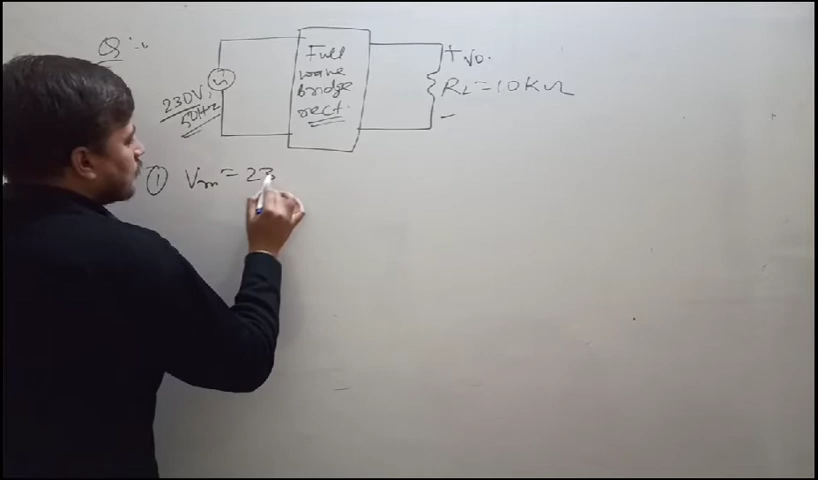 Q:-
Full
wave
bridge
rect.
230V,
50Hz
+
Vo.
RL=10KΩ
-
① Vm = 23